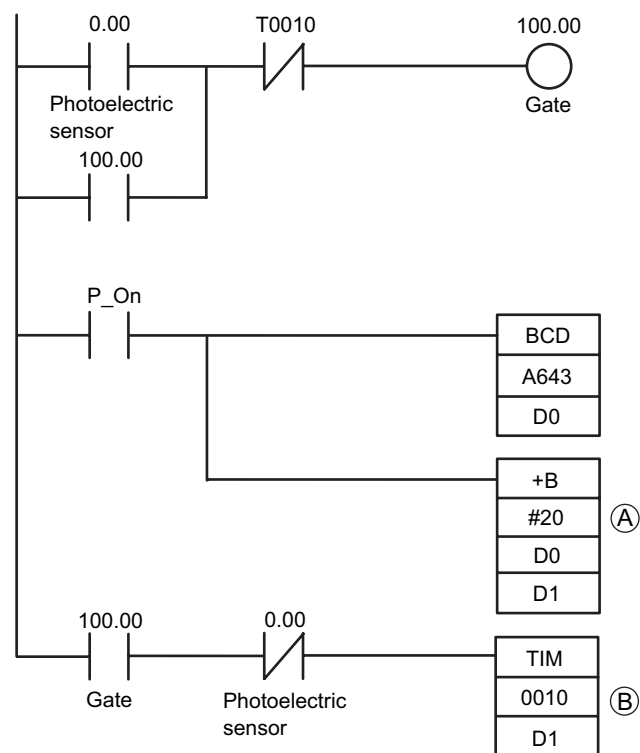 0.00 T0010 100.00
Photoelectric
sensor
Gate
100.00
P_On
BCD
A643
D0
+B
#20
D0
D1
A
100.00 0.00
Gate
Photoelectric
sensor
TIM
0010
D1
B